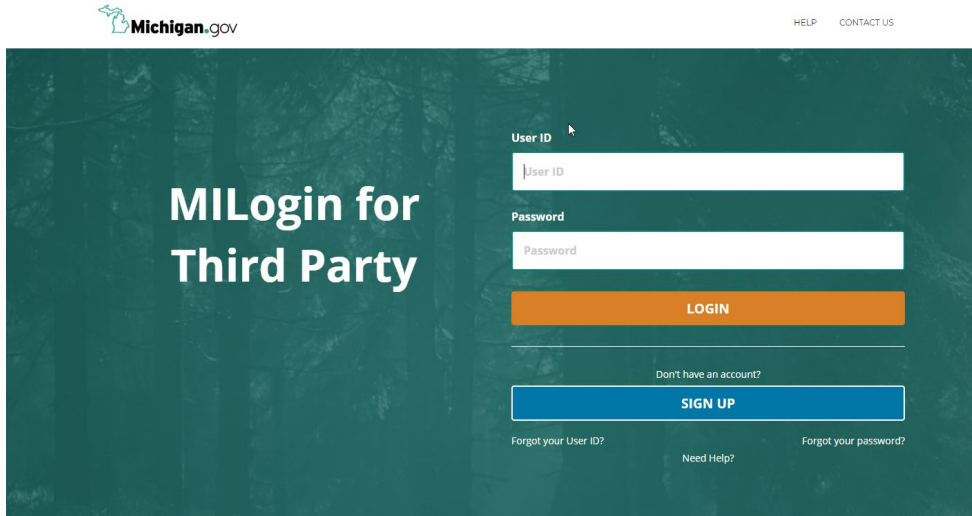 Michigan.gov
HELP CONTACT US
User ID
User ID
MILogin for
Third Party
Password
Password
LOGIN
Don't have an account?
SIGN UP
Forgot your User ID? Forgot your password?
Need Help?